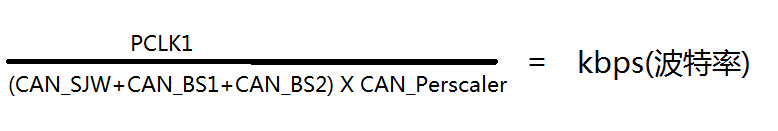 PCLK1
(CAN_SJW+CAN_BS1+CAN_BS2) X CAN_Perscaler = kbps(波特率)